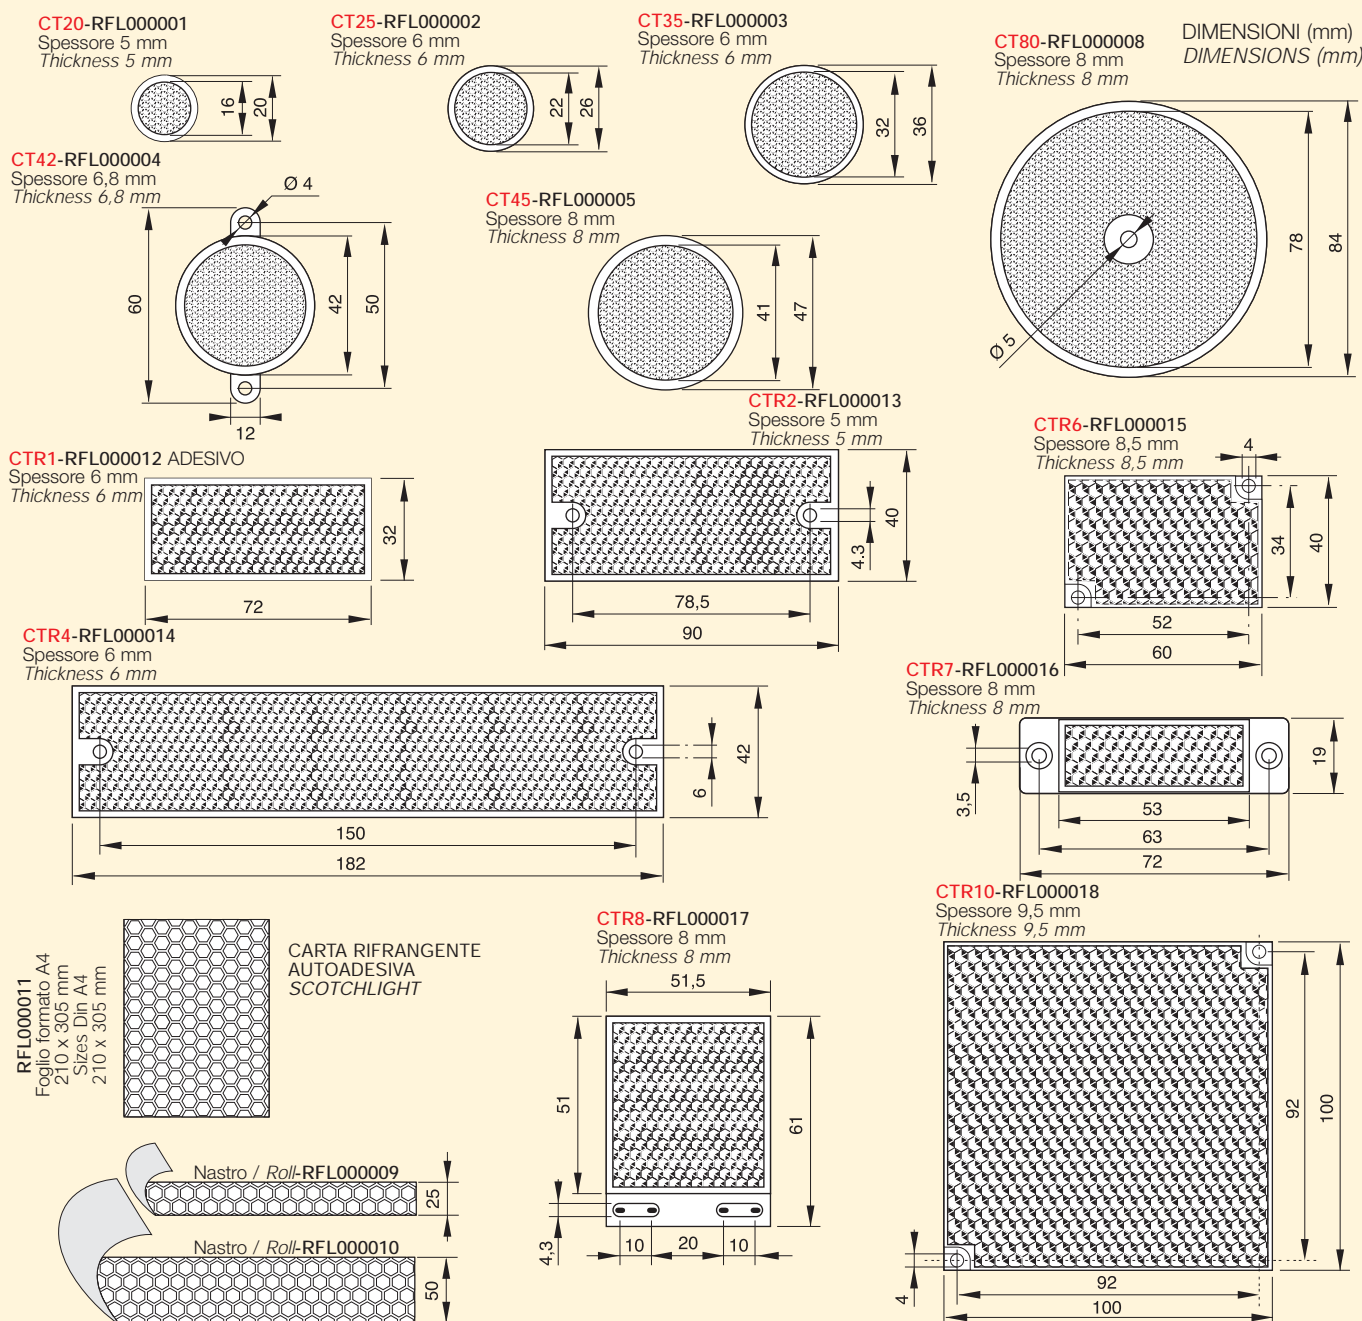 CT20-RFL000001
Spessore 5 mm
Thickness 5 mm
16
20
CT25-RFL000002
Spessore 6 mm
Thickness 6 mm
22
26
CT35-RFL000003
Spessore 6 mm
Thickness 6 mm
32
36
CT80-RFL000008
Spessore 8 mm
Thickness 8 mm
Ø 5
78
84
DIMENSIONI (mm)
DIMENSIONS (mm)
CT42-RFL000004
Spessore 6,8 mm
Thickness 6,8 mm
Ø 4
60
42
50
12
CT45-RFL000005
Spessore 8 mm
Thickness 8 mm
41
47
CTR1-RFL000012 ADESIVO
Spessore 6 mm
Thickness 6 mm
32
72
CTR2-RFL000013
Spessore 5 mm
Thickness 5 mm
4.3
40
78,5
90
CTR6-RFL000015
Spessore 8,5 mm
Thickness 8,5 mm
4
34
40
52
60
CTR4-RFL000014
Spessore 6 mm
Thickness 6 mm
6
42
150
182
CTR7-RFL000016
Spessore 8 mm
Thickness 8 mm
3,5
19
53
63
72
RFL000011
Foglio formato A4
210 x 305 mm
Sizes Din A4
210 x 305 mm
CARTA RIFRANGENTE
AUTOADESIVA
SCOTCHLIGHT
CTR8-RFL000017
Spessore 8 mm
Thickness 8 mm
51,5
51
61
4,3
10
20
10
CTR10-RFL000018
Spessore 9,5 mm
Thickness 9,5 mm
92
100
4
92
100
Nastro / Roll-RFL000009
25
Nastro / Roll-RFL000010
50